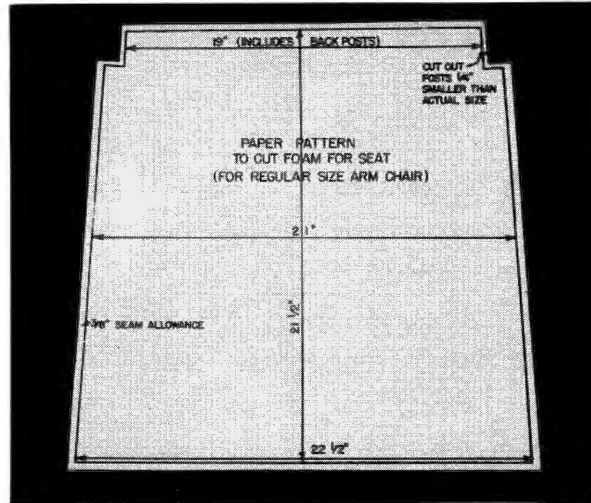 19" (INCLUDES BACK POSTS)
CUT OUT
POSTS 1/4"
SMALLER THAN
ACTUAL SIZE
PAPER PATTERN
TO CUT FOAM FOR SEAT
(FOR REGULAR SIZE ARM CHAIR)
21"
3/8" SEAM ALLOWANCE
21 1/2"
22 1/2"